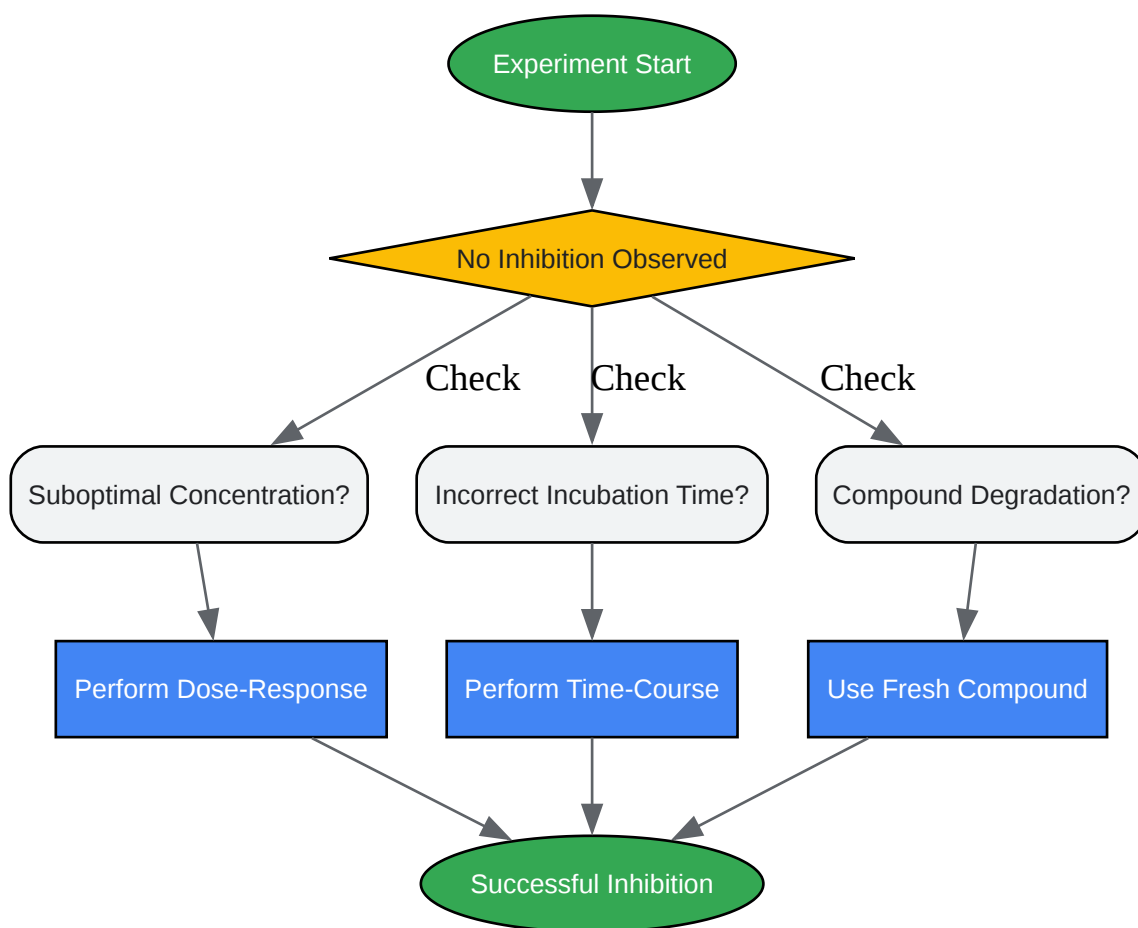 Experiment Start
No Inhibition Observed
Check
Check
Check
Suboptimal Concentration?
Incorrect Incubation Time?
Compound Degradation?
Perform Dose-Response
Perform Time-Course
Use Fresh Compound
Successful Inhibition